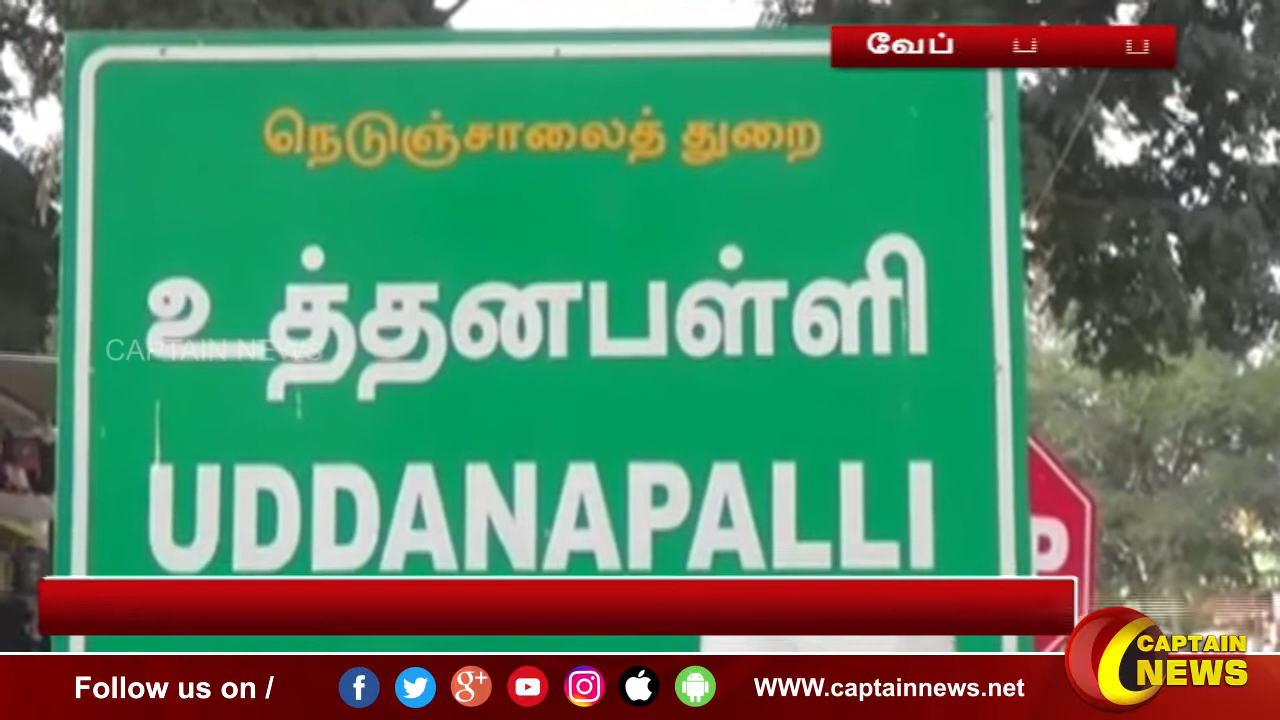 வேப்
நெடுஞ்சாலைத் துறை
உத்தனபள்ளி
CAPTAIN NEWS
UDDANAPALLI
P
CAPTAIN
NEWS
Follow us on /
WWW.captainnews.net